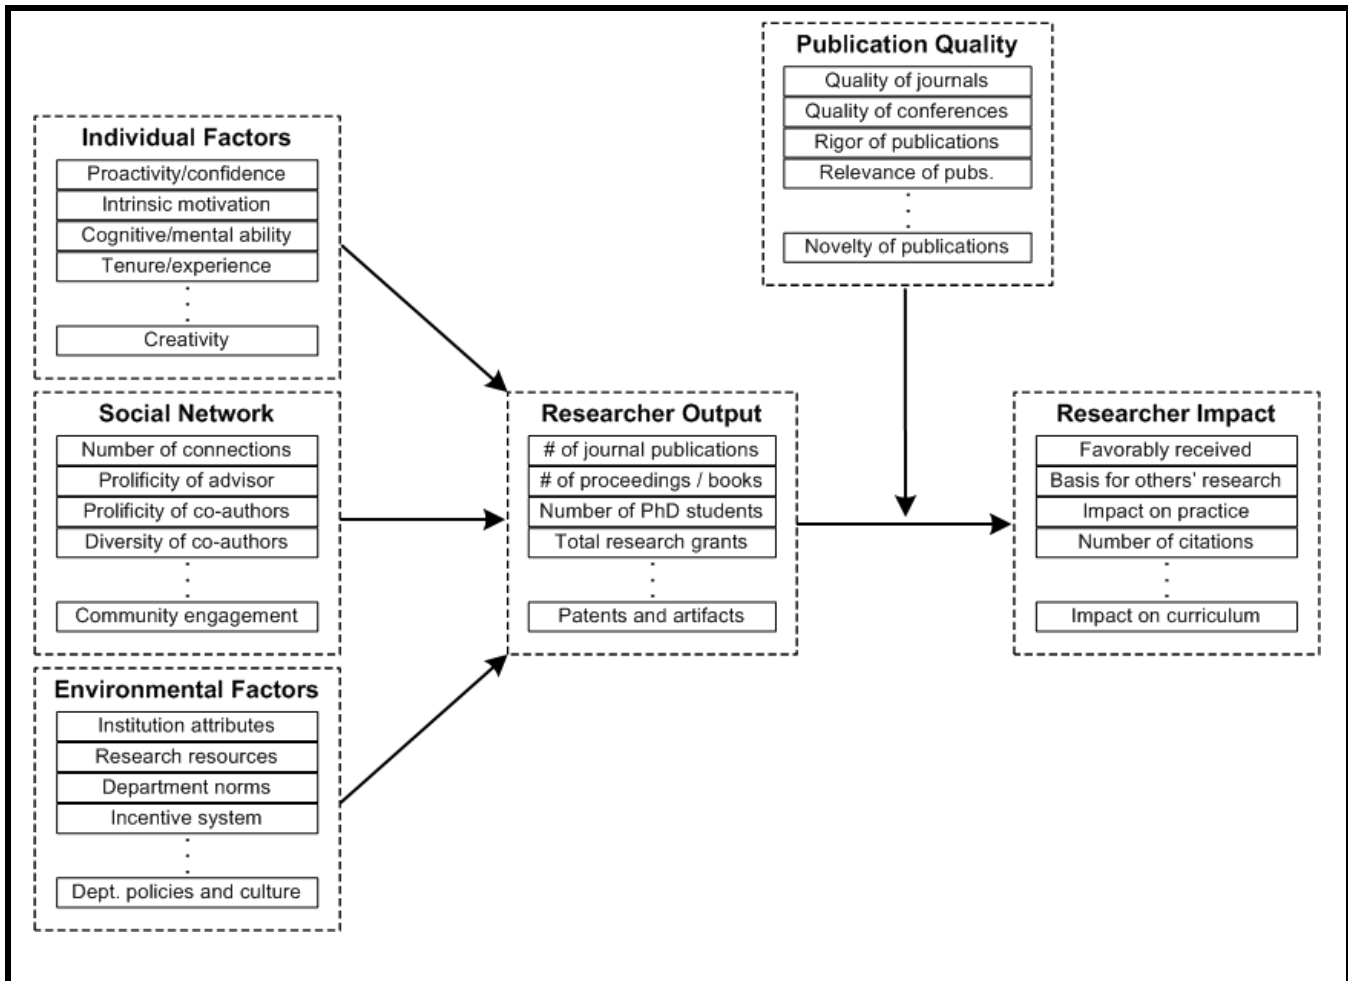 Publication Quality
Quality of journals
Quality of conferences
Rigor of publications
Relevance of pubs.
Novelty of publications
Individual Factors
Proactivity/confidence
Intrinsic motivation
Cognitive/mental ability
Tenure/experience
Creativity
Social Network
Number of connections
Prolificity of advisor
Prolificity of co-authors
Diversity of co-authors
Community engagement
Environmental Factors
Institution attributes
Research resources
Department norms
Incentive system
Dept. policies and culture
Researcher Output
# of journal publications
# of proceedings / books
Number of PhD students
Total research grants
Patents and artifacts
Researcher Impact
Favorably received
Basis for others' research
Impact on practice
Number of citations
Impact on curriculum